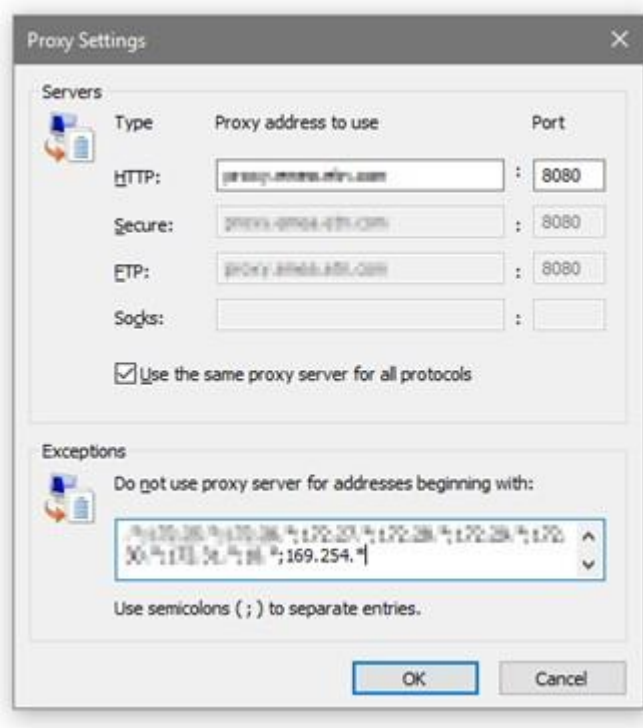 Proxy Settings
Servers
Type Proxy address to use Port
HTTP: : 8080
Secure: : 8080
FTP: : 8080
Socks: :
Use the same proxy server for all protocols
Exceptions
Do not use proxy server for addresses beginning with:
;169.254.*
Use semicolons ( ; ) to separate entries.
OK Cancel